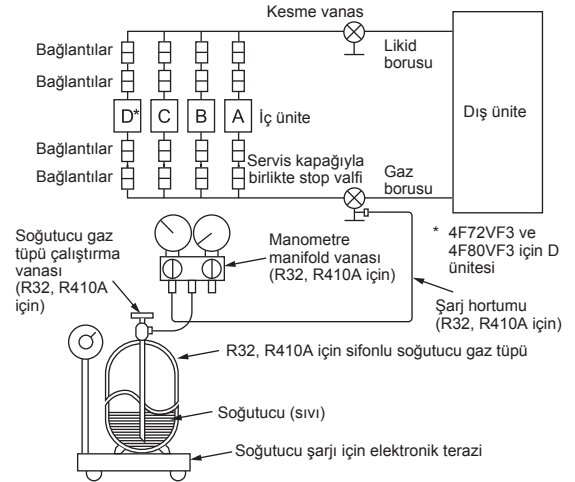 Kesme vanası
Likid
borusu
Bağlantılar
Bağlantılar
D*
C
B
A
İç ünite
Dış ünite
Bağlantılar
Bağlantılar
Servis kapağıyla
birlikte stop valfi
Gaz
borusu
* 4F72VF3 ve
4F80VF3 için D
ünitesi
Soğutucu gaz
tüpü çalıştırma
vanası
(R32, R410A
için)
Manometre
manifold vanası
(R32, R410A için)
Şarj hortumu
(R32, R410A için)
R32, R410A için sifonlu soğutucu gaz tüpü
Soğutucu (sıvı)
Soğutucu şarjı için elektronik terazi